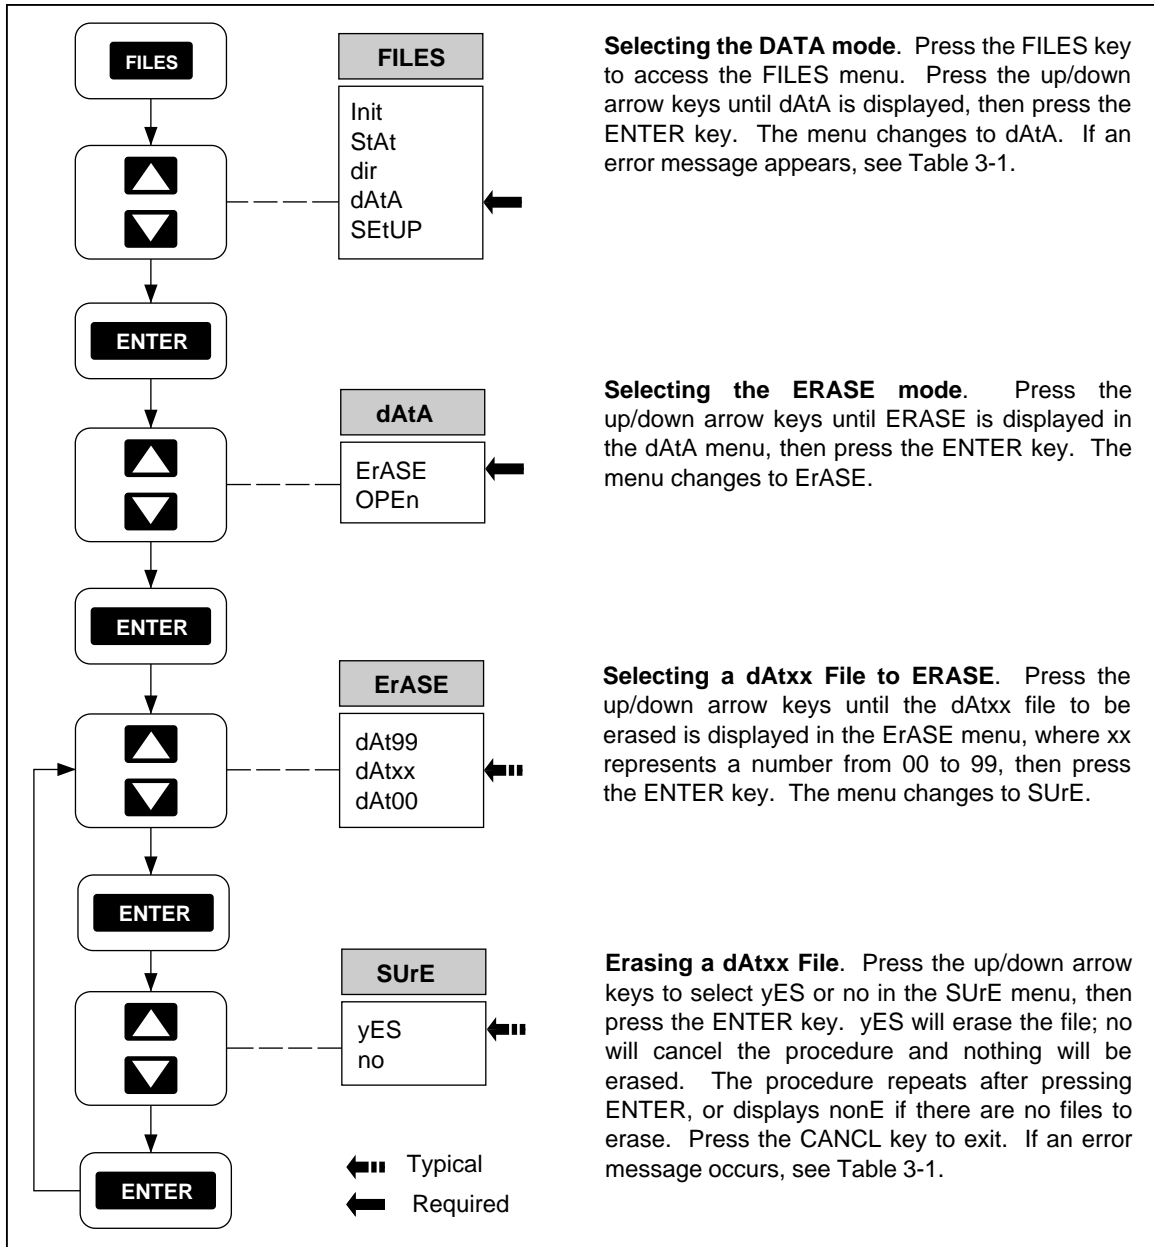 FILES
FILES
Init
StAt
dir
dAtA
SEtUP
Selecting the DATA mode. Press the FILES key
to access the FILES menu. Press the up/down
arrow keys until dAtA is displayed, then press the
ENTER key. The menu changes to dAtA. If an
error message appears, see Table 3-1.
ENTER
dAtA
ErASE
OPEn
Selecting the ERASE mode. Press the
up/down arrow keys until ERASE is displayed in
the dAtA menu, then press the ENTER key. The
menu changes to ErASE.
ENTER
ErASE
dAt99
dAtxx
dAt00
Selecting a dAtxx File to ERASE. Press the
up/down arrow keys until the dAtxx file to be
erased is displayed in the ErASE menu, where xx
represents a number from 00 to 99, then press
the ENTER key. The menu changes to SUrE.
ENTER
SUrE
yES
no
Erasing a dAtxx File. Press the up/down arrow
keys to select yES or no in the SUrE menu, then
press the ENTER key. yES will erase the file; no
will cancel the procedure and nothing will be
erased. The procedure repeats after pressing
ENTER, or displays nonE if there are no files to
erase. Press the CANCL key to exit. If an error
message occurs, see Table 3-1.
ENTER
Typical
Required